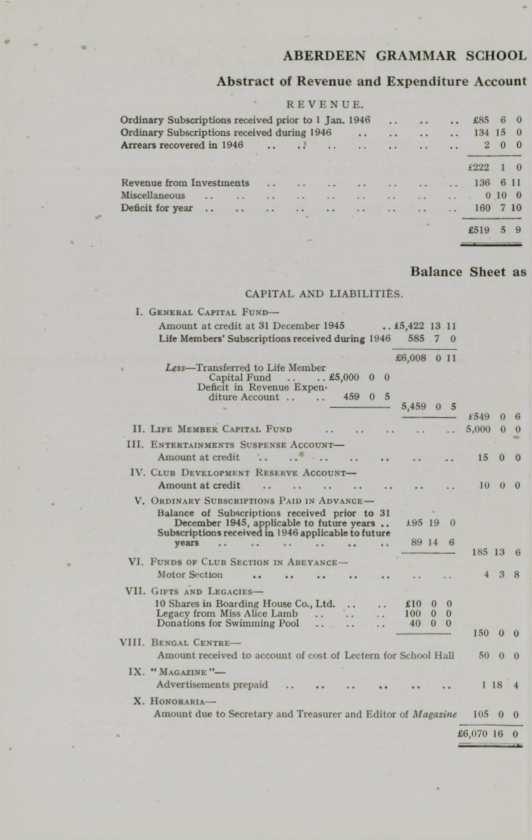 ABERDEEN GRAMMAR SCHOOL
Abstract of Revenue and Expenditure Account
REVENUE.
Ordinary Subscriptions received prior to 1 Jan. 1946 .. .. .. £85 6 0
Ordinary Subscriptions received during 1946 .. .. .. .. 134 15 0
Arrears recovered in 1946 .. .. .. .. .. .. .. 2 0 0
£222 1 0
Revenue from Investments .. .. .. .. .. .. .. 136 6 11
Miscellaneous .. .. .. .. .. .. .. .. .. 0 10 0
Deficit for year .. .. .. .. .. .. .. .. .. 160 7 10
£519 5 9
Balance Sheet as
CAPITAL AND LIABILITIES.
I. GENERAL CAPITAL FUND—
Amount at credit at 31 December 1945 .. £5,422 13 11
Life Members' Subscriptions received during 1946 585 7 0
£6,008 0 11
Less—Transferred to Life Member
Capital Fund .. .. £5,000 0 0
Deficit in Revenue Expen-
diture Account .. .. 459 0 5
5,459 0 5
£549 0 6
II. LIFE MEMBER CAPITAL FUND .. .. .. .. .. 5,000 0 0
III. ENTERTAINMENTS SUSPENSE ACCOUNT—
Amount at credit .. .. .. .. .. .. .. 15 0 0
IV. CLUB DEVELOPMENT RESERVE ACCOUNT—
Amount at credit .. .. .. .. .. .. .. 10 0 0
V. ORDINARY SUBSCRIPTIONS PAID IN ADVANCE—
Balance of Subscriptions received prior to 31
December 1945, applicable to future years .. £95 19 0
Subscriptions received in 1946 applicable to future
years .. .. .. .. .. .. 89 14 6
185 13 6
VI. FUNDS OF CLUB SECTION IN ABEYANCE—
Motor Section .. .. .. .. .. .. .. 4 3 8
VII. GIFTS AND LEGACIES—
10 Shares in Boarding House Co., Ltd. .. .. £10 0 0
Legacy from Miss Alice Lamb .. .. .. 100 0 0
Donations for Swimming Pool .. .. .. 40 0 0
150 0 0
VIII. BENGAL CENTRE—
Amount received to account of cost of Lectern for School Hall 50 0 0
IX. "MAGAZINE"—
Advertisements prepaid .. .. .. .. .. .. 1 18 4
X. HONORARIA—
Amount due to Secretary and Treasurer and Editor of Magazine 105 0 0
£6,070 16 0